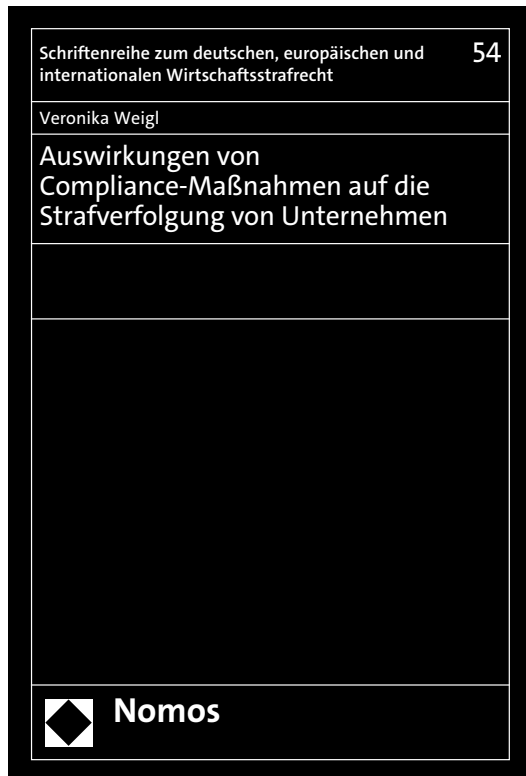 Schriftenreihe zum deutschen, europäischen und
internationalen Wirtschaftsstrafrecht
54
Veronika Weigl
Auswirkungen von
Compliance-Maßnahmen auf die
Strafverfolgung von Unternehmen
Nomos